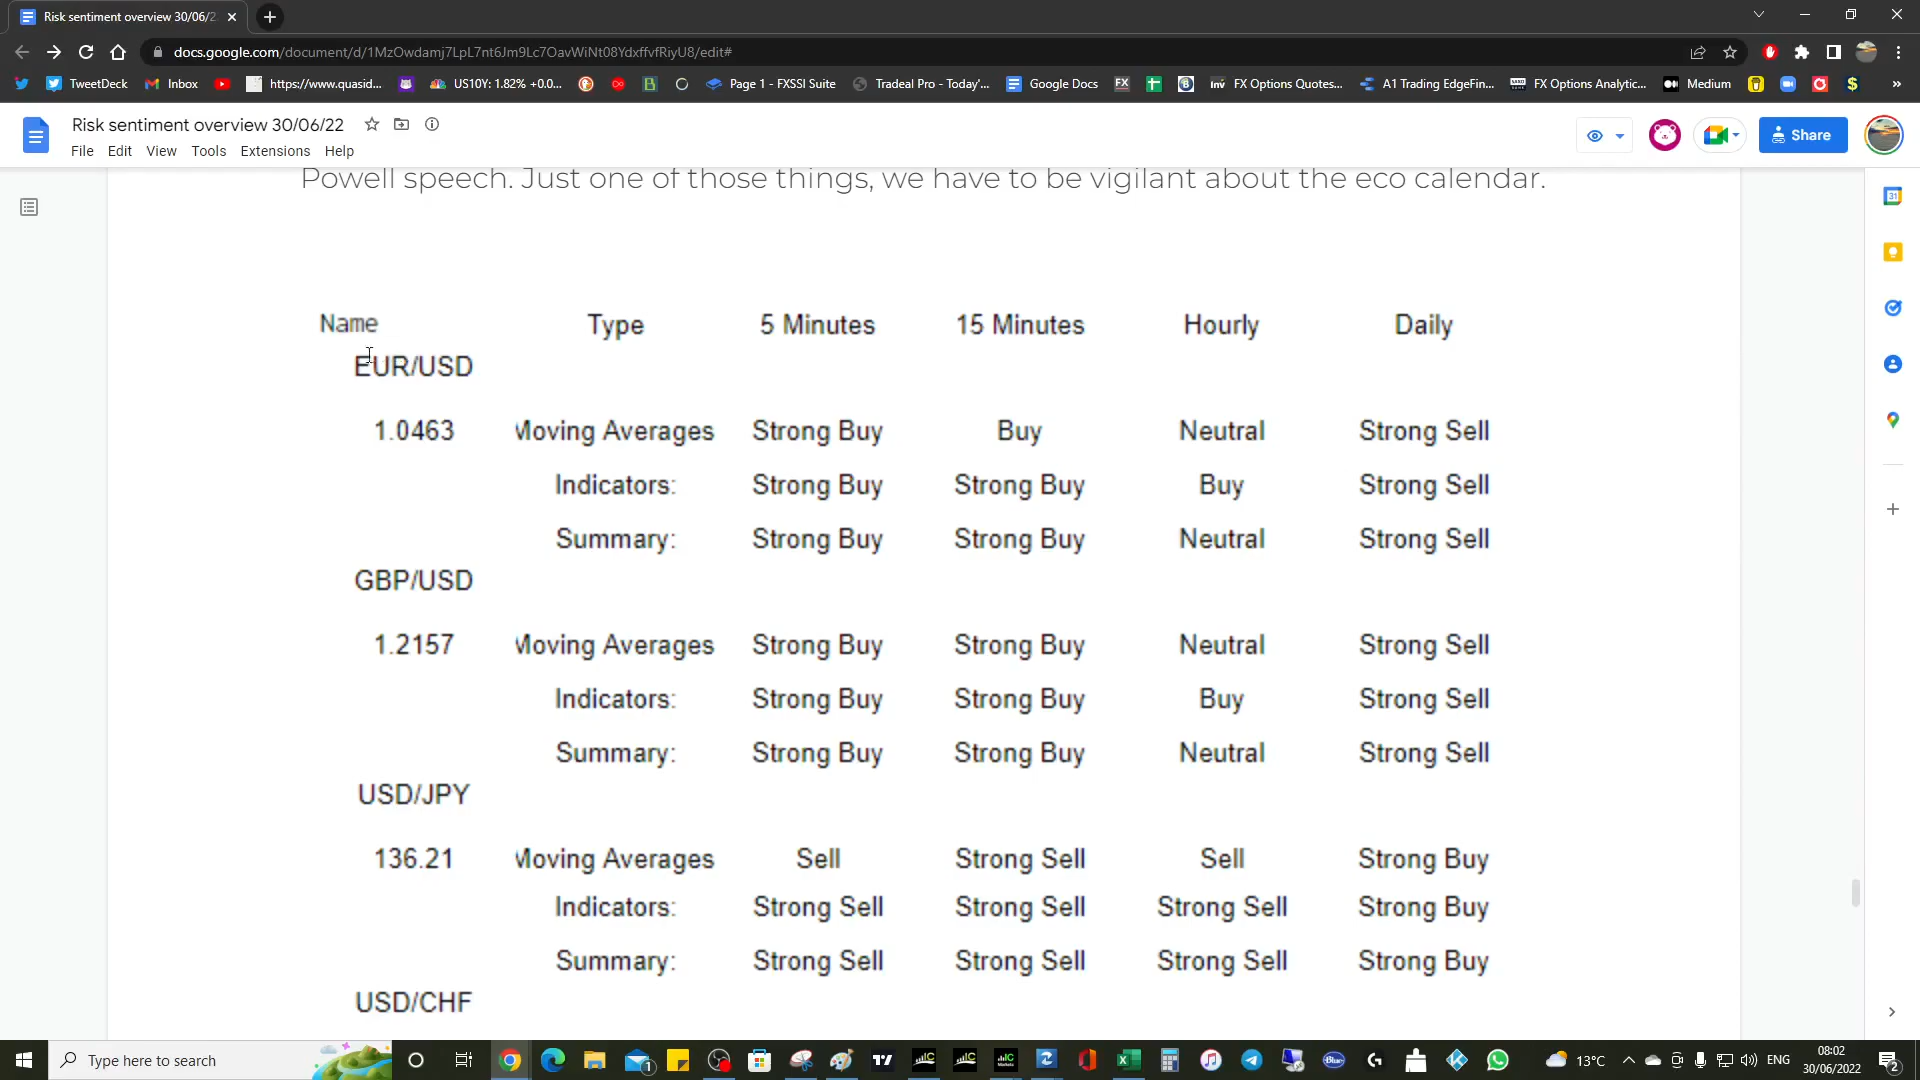 Risk sentiment overview 30/06/2
docs.google.com/document/d/1MzOwdamj7LpL7nt6Jm9Lc7OavWiNt08YdxffvfRiyU8/edit#
TweetDeck Inbox https://www.quasid... US10Y: 1.82% +0.0... Page 1 - FXSSI Suite Tradeal Pro - Today'... Google Docs FX FX Options Quotes... A1 Trading EdgeFin... FX Options Analytic... Medium
Risk sentiment overview 30/06/22
File Edit View Tools Extensions Help
Share
Powell speech. Just one of those things, we have to be vigilant about the eco calendar.
Name Type 5 Minutes 15 Minutes Hourly Daily
EUR/USD
1.0463 Moving Averages Strong Buy Buy Neutral Strong Sell
Indicators: Strong Buy Strong Buy Buy Strong Sell
Summary: Strong Buy Strong Buy Neutral Strong Sell
GBP/USD
1.2157 Moving Averages Strong Buy Strong Buy Neutral Strong Sell
Indicators: Strong Buy Strong Buy Buy Strong Sell
Summary: Strong Buy Strong Buy Neutral Strong Sell
USD/JPY
136.21 Moving Averages Sell Strong Sell Sell Strong Buy
Indicators: Strong Sell Strong Sell Strong Sell Strong Buy
Summary: Strong Sell Strong Sell Strong Sell Strong Buy
USD/CHF
Type here to search
13°C
ENG
08:02
30/06/2022